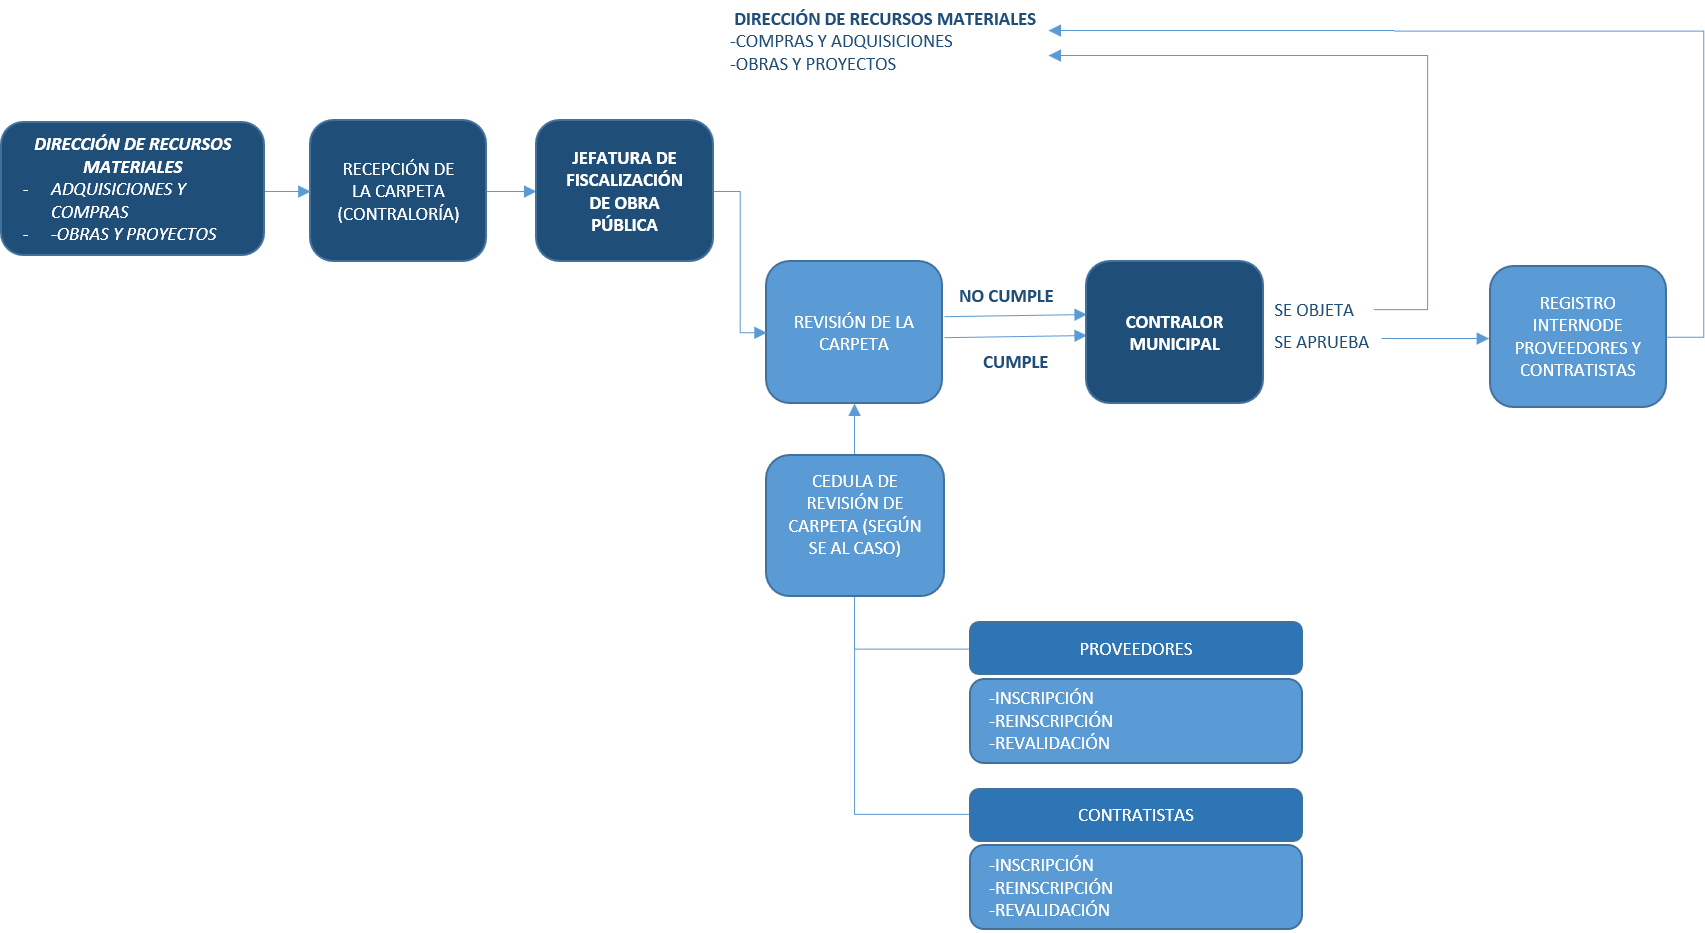 DIRECCIÓN DE RECURSOS MATERIALES
-COMPRAS Y ADQUISICIONES
-OBRAS Y PROYECTOS
DIRECCIÓN DE RECURSOS
MATERIALES
- ADQUISICIONES Y
COMPRAS
- -OBRAS Y PROYECTOS
RECEPCIÓN DE
LA CARPETA
(CONTRALORÍA)
JEFATURA DE
FISCALIZACIÓN
DE OBRA
PÚBLICA
REVISIÓN DE LA
CARPETA
NO CUMPLE
CUMPLE
CONTRALOR
MUNICIPAL
SE OBJETA
SE APRUEBA
REGISTRO
INTERNODE
PROVEEDORES Y
CONTRATISTAS
CEDULA DE
REVISIÓN DE
CARPETA (SEGÚN
SE AL CASO)
PROVEEDORES
-INSCRIPCIÓN
-REINSCRIPCIÓN
-REVALIDACIÓN
CONTRATISTAS
-INSCRIPCIÓN
-REINSCRIPCIÓN
-REVALIDACIÓN